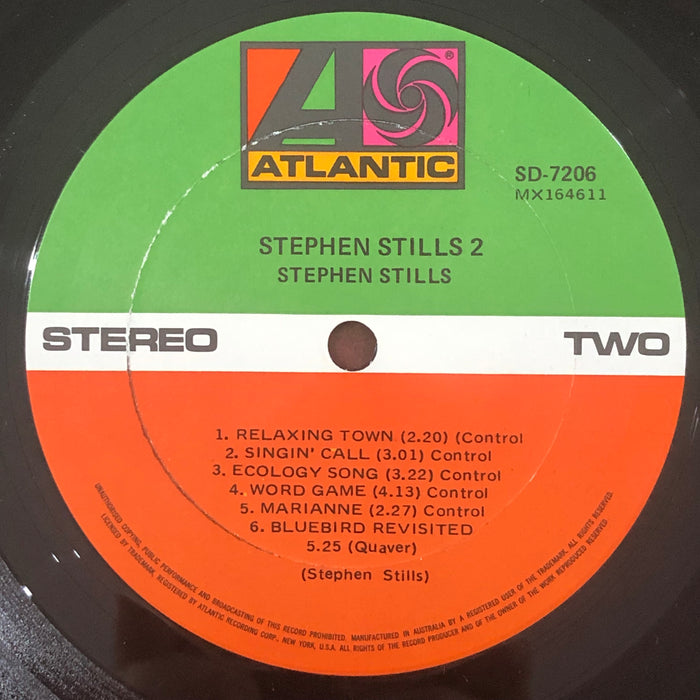 ATLANTIC
®
SD-7206
MX164611
STEPHEN STILLS 2
STEPHEN STILLS
STEREO
TWO
1. RELAXING TOWN (2.20) (Control
2. SINGIN' CALL (3.01) Control
3. ECOLOGY SONG (3.22) Control
4. WORD GAME (4.13) Control
5. MARIANNE (2.27) Control
6. BLUEBIRD REVISITED
5.25 (Quaver)
(Stephen Stills)
UNAUTHORISED COPYING, PUBLIC PERFORMANCE AND BROADCASTING OF THIS RECORD PROHIBITED. MANUFACTURED IN AUSTRALIA BY A REGISTERED USER OF THE TRADEMARK. ALL RIGHTS RESERVED.
LICENSED BY TRADEMARK. REGISTERED BY ATLANTIC RECORDING CORP., NEW YORK, U.S.A. ALL RIGHTS OF THE RECORD PRODUCER AND OF THE OWNER OF THE WORK REPRODUCED RESERVED.